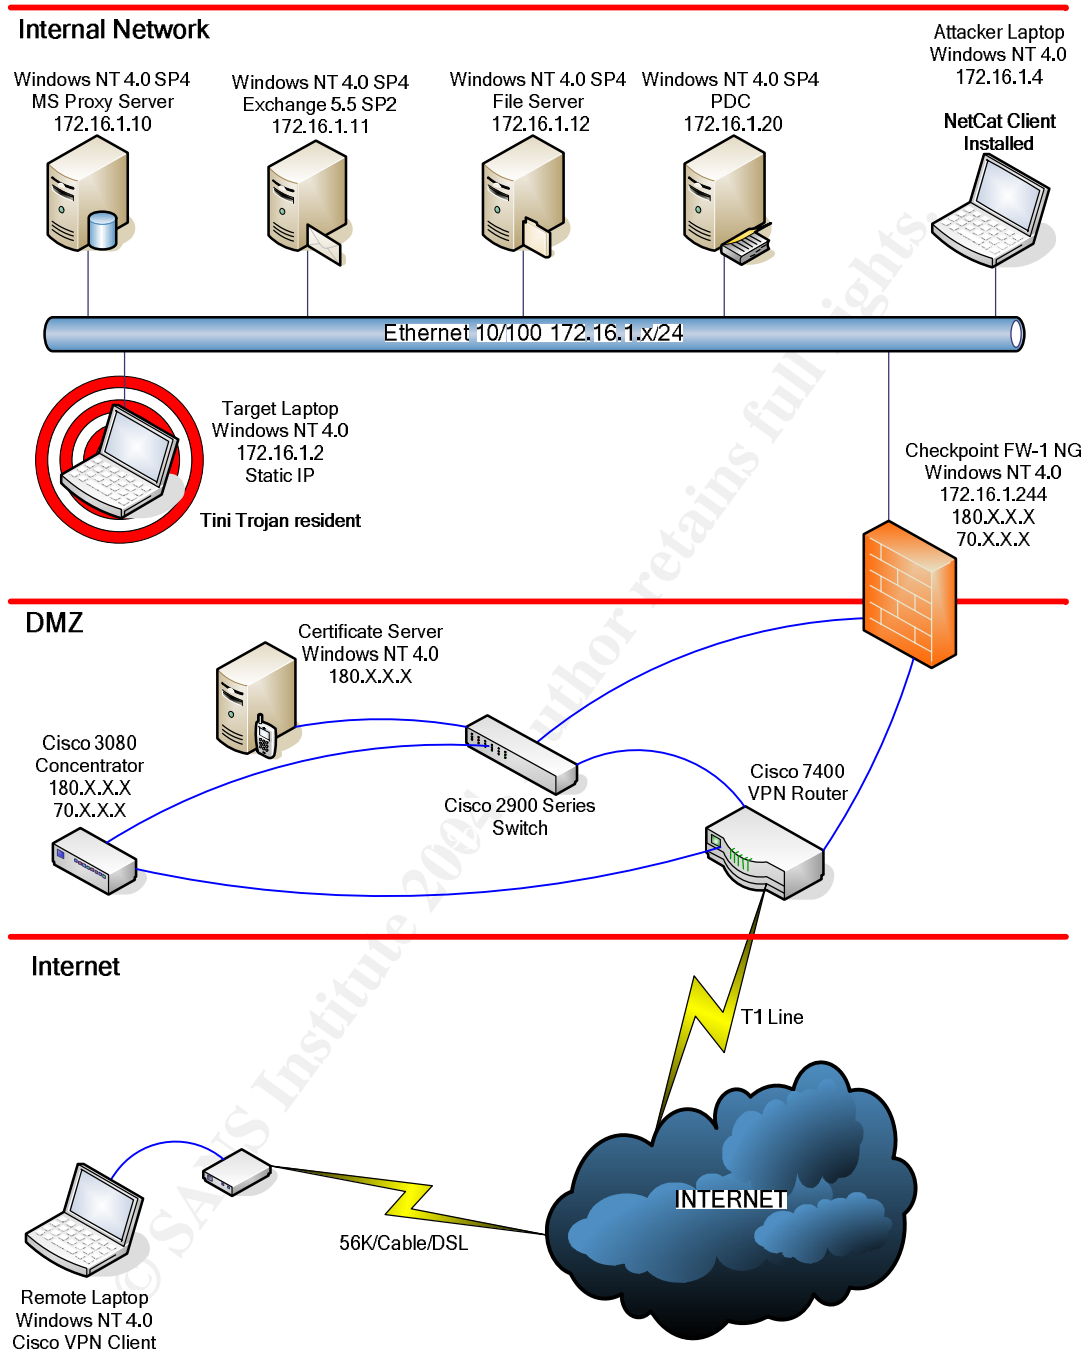 Internal Network
Windows NT 4.0 SP4
MS Proxy Server
172.16.1.10
Windows NT 4.0 SP4
Exchange 5.5 SP2
172.16.1.11
Windows NT 4.0 SP4
File Server
172.16.1.12
Windows NT 4.0 SP4
PDC
172.16.1.20
Attacker Laptop
Windows NT 4.0
172.16.1.4
NetCat Client
Installed
Ethernet 10/100 172.16.1.x/24
Target Laptop
Windows NT 4.0
172.16.1.2
Static IP
Tini Trojan resident
Checkpoint FW-1 NG
Windows NT 4.0
172.16.1.244
180.X.X.X
70.X.X.X
DMZ
Certificate Server
Windows NT 4.0
180.X.X.X
Cisco 3080
Concentrator
180.X.X.X
70.X.X.X
Cisco 2900 Series
Switch
Cisco 7400
VPN Router
Internet
T1 Line
INTERNET
56K/Cable/DSL
Remote Laptop
Windows NT 4.0
Cisco VPN Client
© SANS Institute 2004, Author retains full rights.